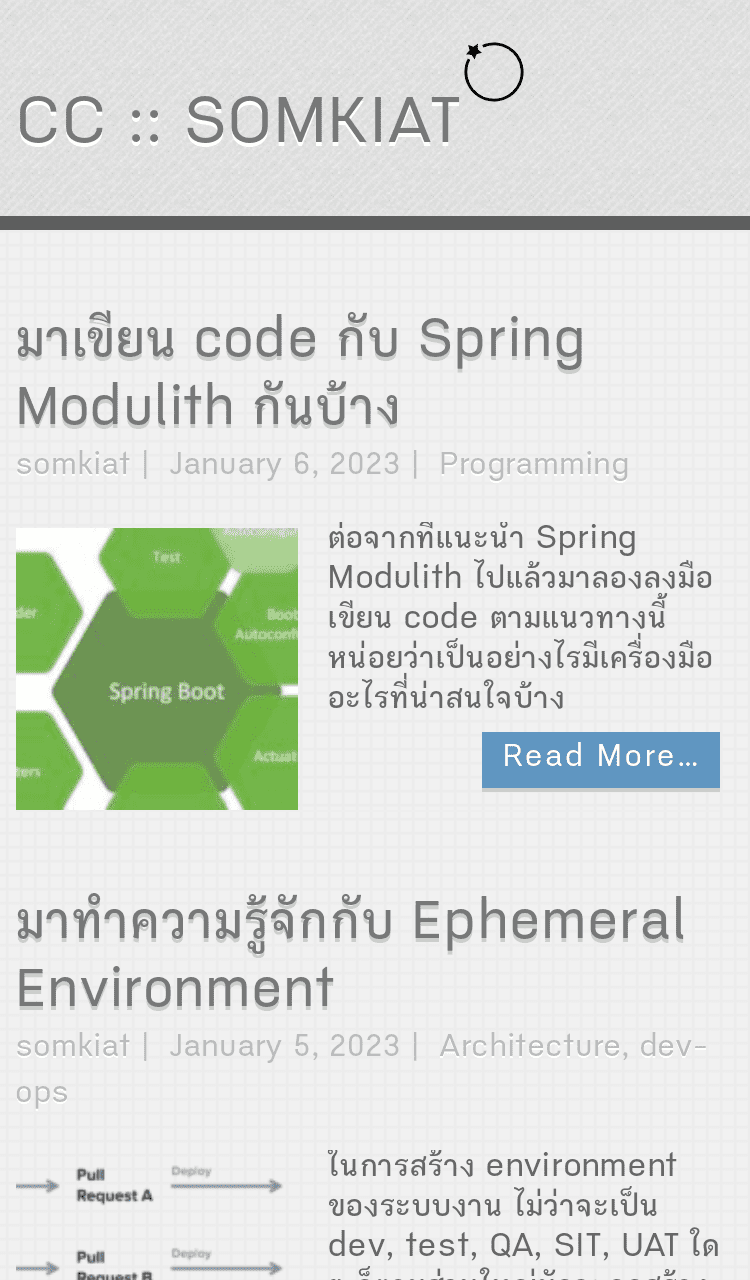 CC :: SOMKIAT
มาเขียน code กับ Spring
Modulith กันบ้าง
somkiat | January 6, 2023 | Programming
ต่อจากที่แนะนำ Spring
Modulith ไปแล้วมาลองลงมือ
เขียน code ตามแนวทางนี้
หน่อยว่าเป็นอย่างไรมีเครื่องมือ
อะไรที่น่าสนใจบ้าง
Test
der
Boot
Autoconfi
Spring Boot
Actuat
ters
Read More…
มาทำความรู้จักกับ Ephemeral
Environment
somkiat | January 5, 2023 | Architecture, dev-
ops
Pull
Request A
Deploy
Pull
Request B
Deploy
ในการสร้าง environment
ของระบบงาน ไม่ว่าจะเป็น
dev, test, QA, SIT, UAT ใด